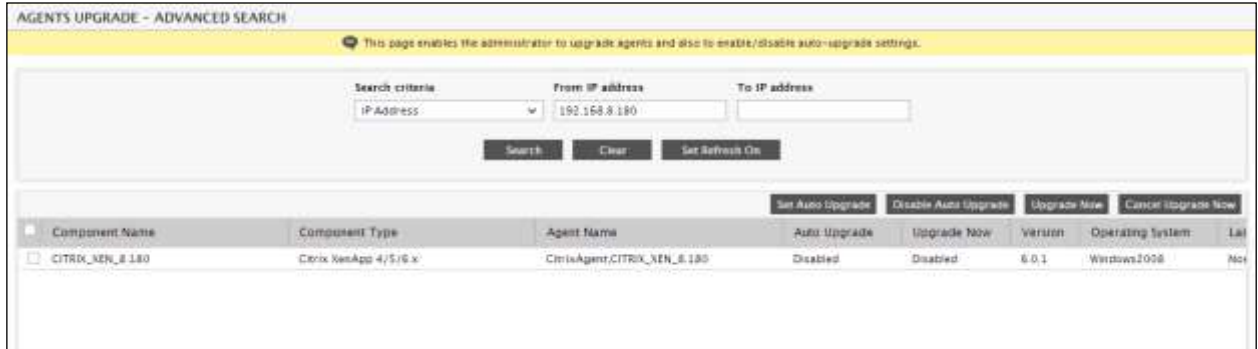 AGENTS UPGRADE - ADVANCED SEARCH
This page enables the administrator to upgrade agents and also to enable/disable auto-upgrade settings.
Search criteria From IP address To IP address
IP Address 192.168.8.180
Search Clear Set Refresh On
Set Auto Upgrade Disable Auto Upgrade Upgrade Now Cancel Upgrade Now
Component Name Component Type Agent Name Auto Upgrade Upgrade Now Version Operating System
CITRIX_XEN_8.180 Citrix XenApp 4/5/6.x CitrixAgent,CITRIX_XEN_8.180 Disabled Disabled 6.0.1 Windows2008